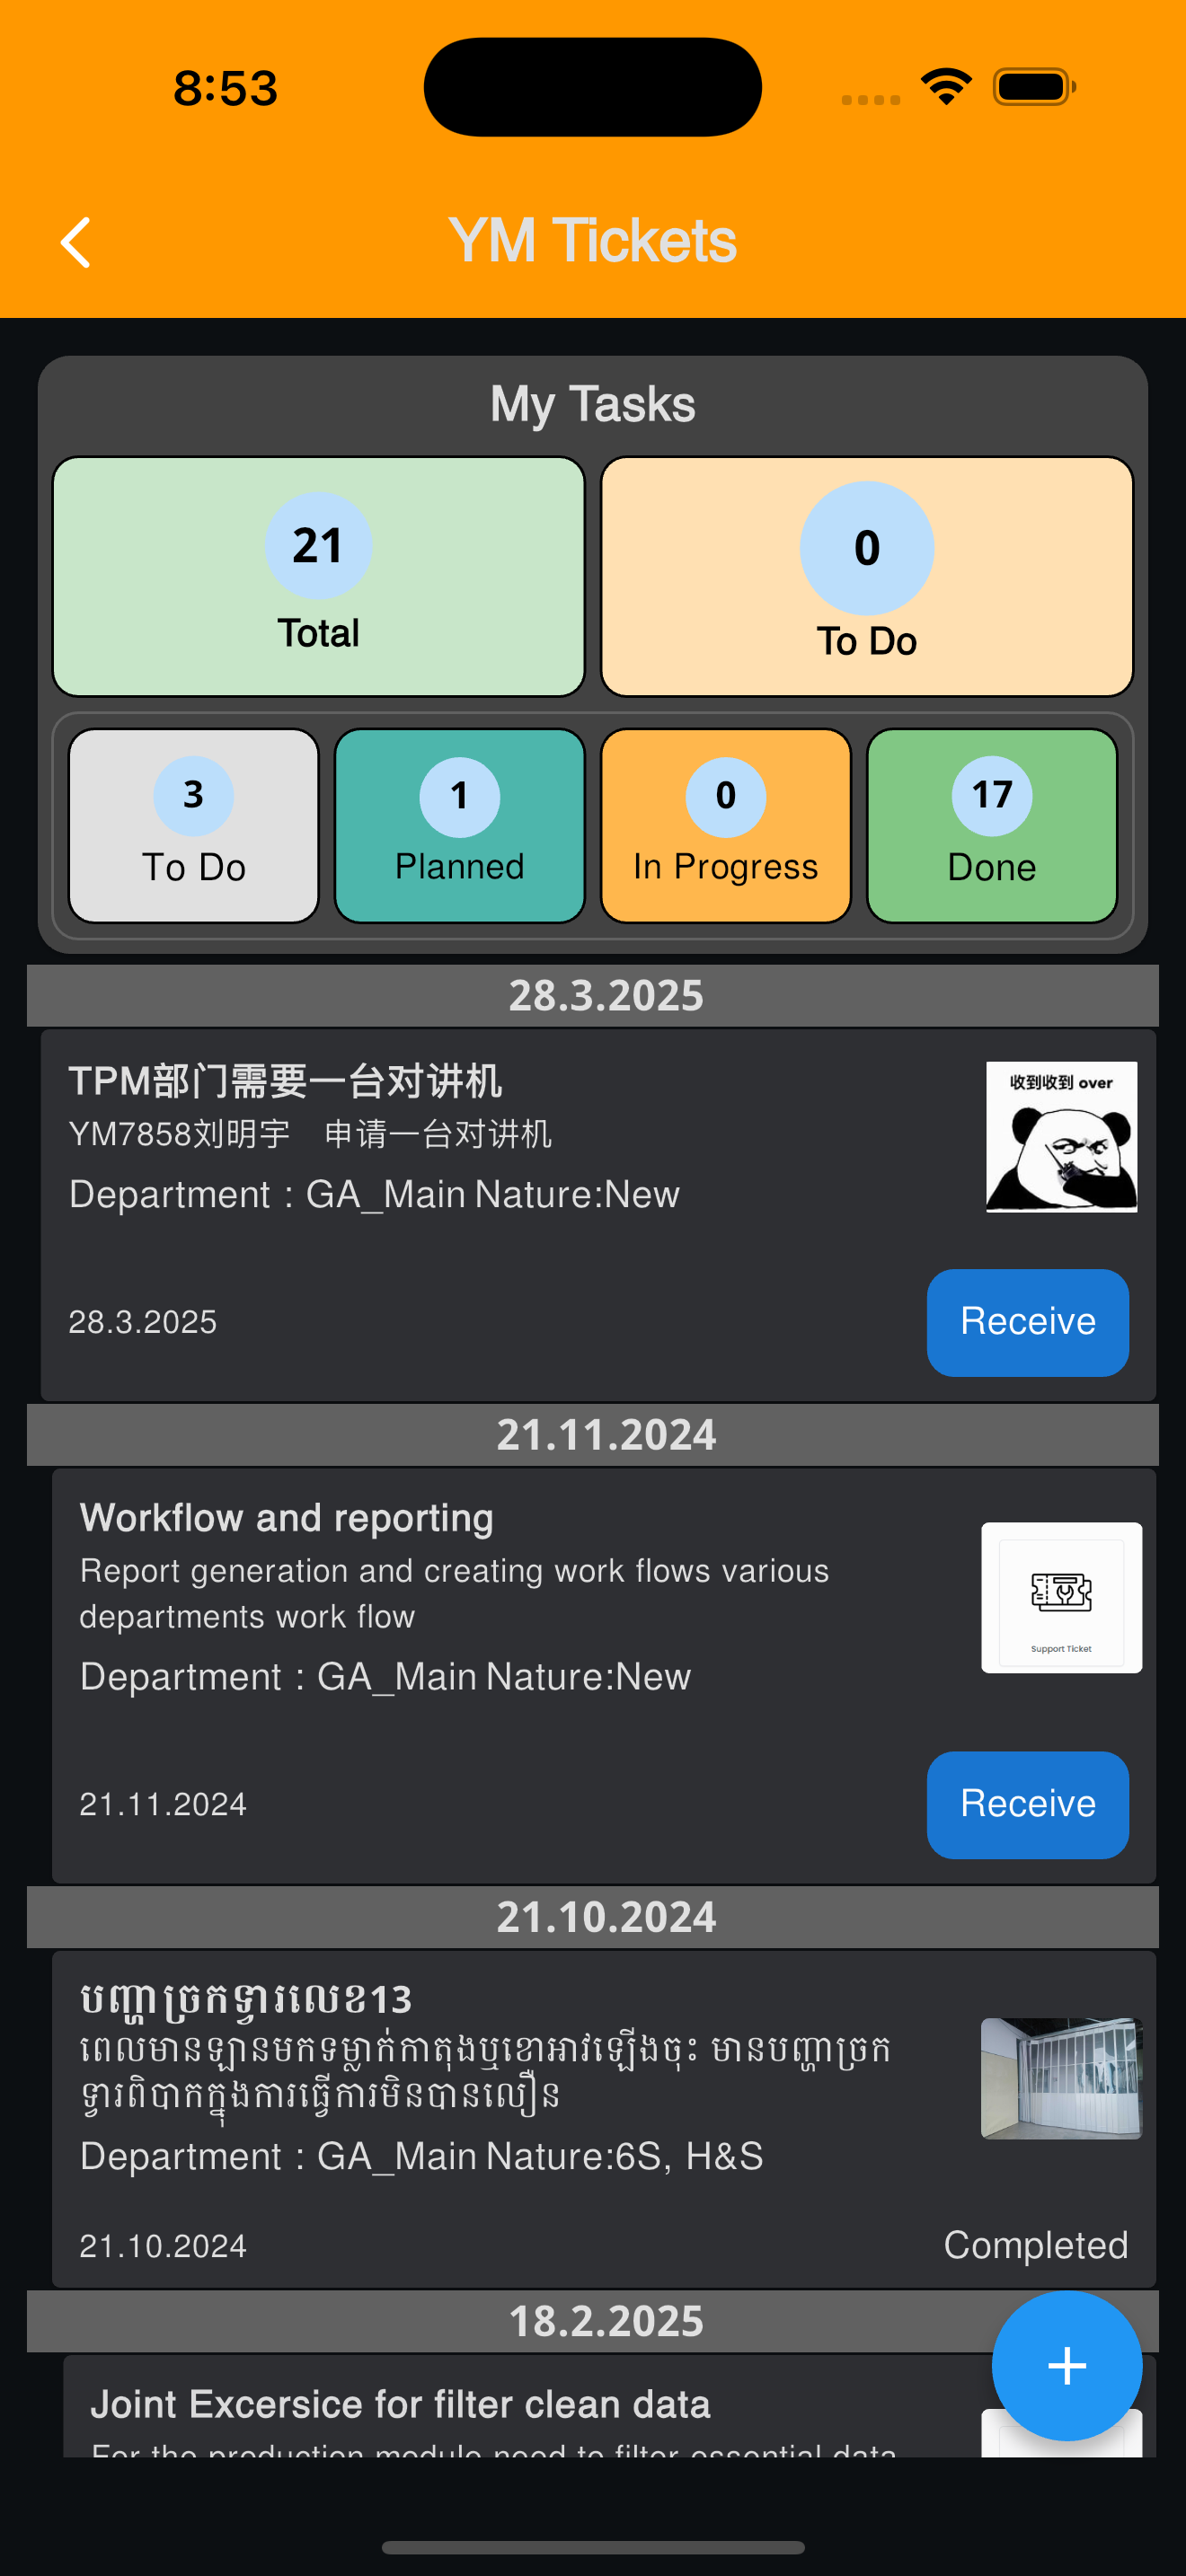 8:53
YM Tickets
My Tasks
21
Total
0
To Do
3
To Do
1
Planned
0
In Progress
17
Done
28.3.2025
TPM部门需要一台对讲机
YM7858刘明宇 申请一台对讲机
Department : GA_Main Nature:New
收到收到 over
28.3.2025
Receive
21.11.2024
Workflow and reporting
Report generation and creating work flows various
departments work flow
Department : GA_Main Nature:New
Support Ticket
21.11.2024
Receive
21.10.2024
បញ្ហាច្រកទ្វារលេខ13
ពេលមានឡានមកទម្លាក់កាតុងឬខោអាវឡើងចុះ មានបញ្ហាច្រក
ទ្វារពិបាកក្នុងការធ្វើការមិនបានលឿន
Department : GA_Main Nature:6S, H&S
21.10.2024
Completed
18.2.2025
Joint Excersice for filter clean data
For the production module need to filter essential data